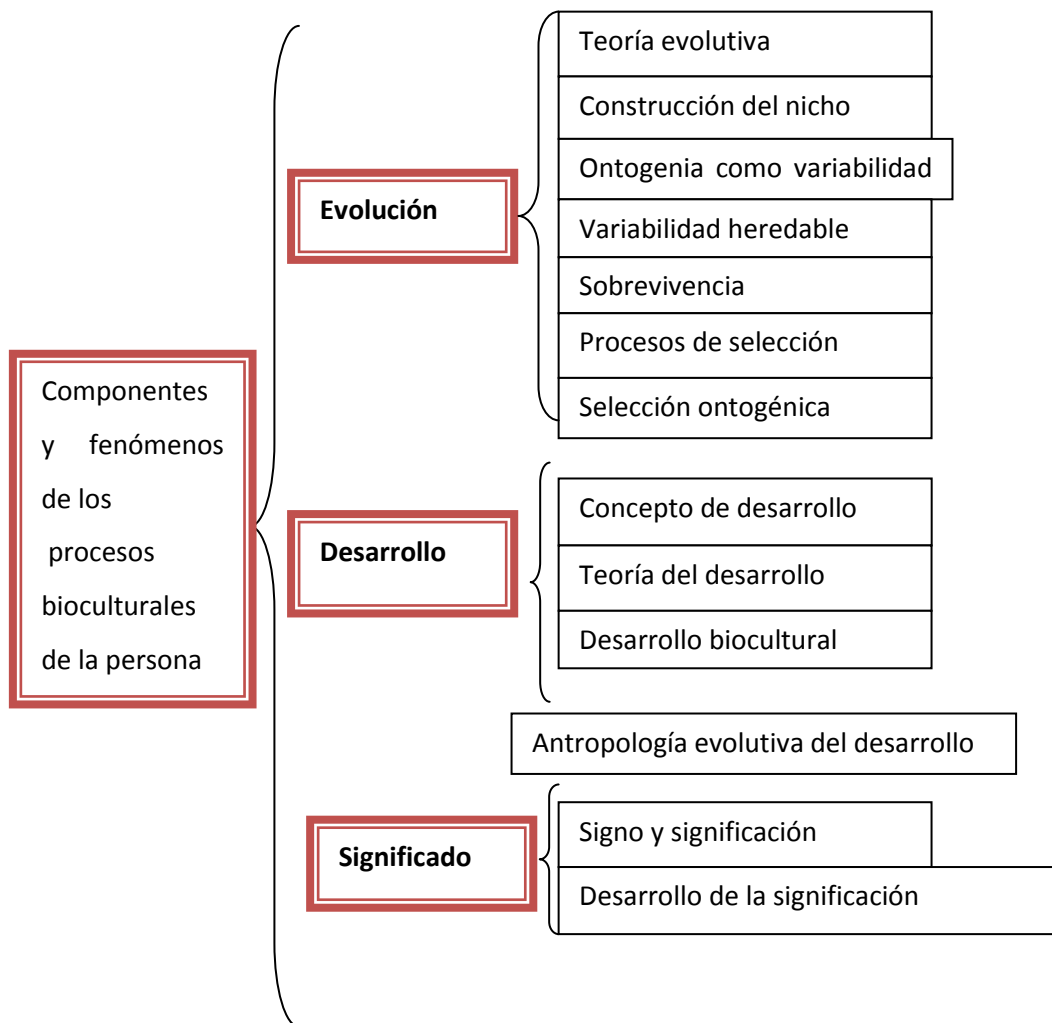 Componentes
y fenómenos
de los
procesos
bioculturales
de la persona
Evolución
Teoría evolutiva
Construcción del nicho
Ontogenia como variabilidad
Variabilidad heredable
Sobrevivencia
Procesos de selección
Selección ontogénica
Desarrollo
Concepto de desarrollo
Teoría del desarrollo
Desarrollo biocultural
Antropología evolutiva del desarrollo
Significado
Signo y significación
Desarrollo de la significación